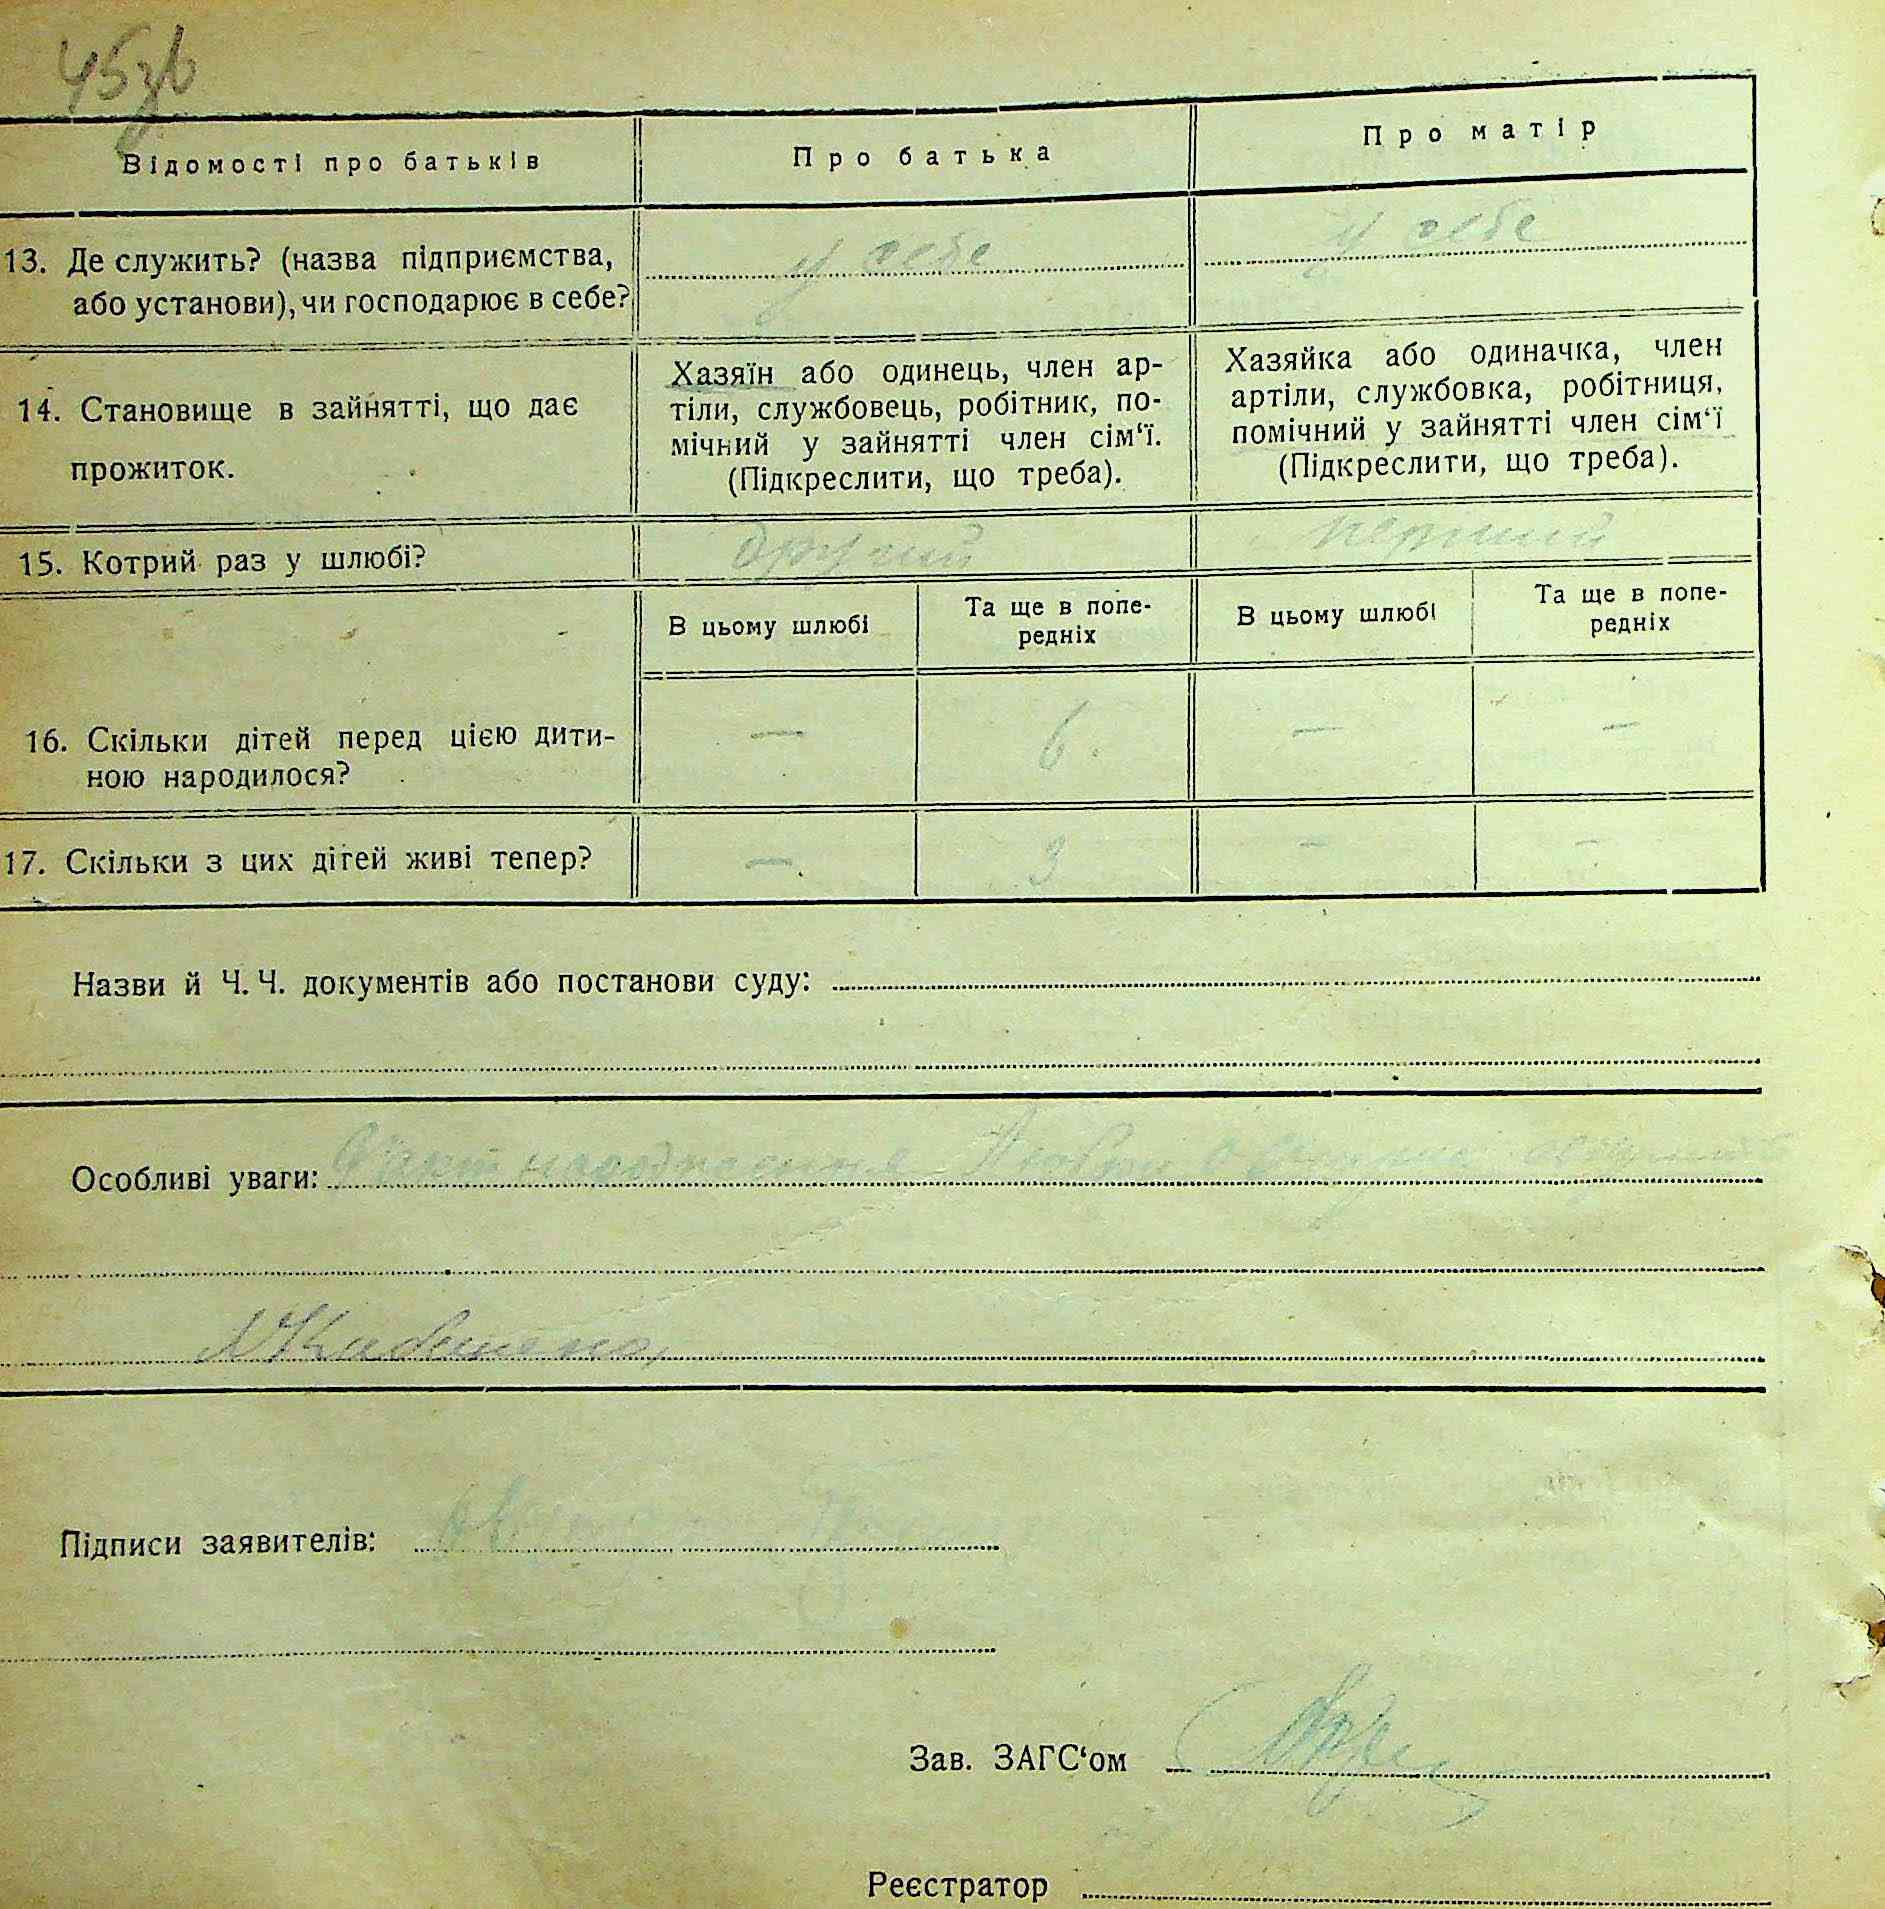 45зв
Відомості про батьків
Про батька
Про матір
13. Де служить? (назва підприємства,
або установи), чи господарює в себе?
у себе
у себе
14. Становище в зайнятті, що дає
прожиток.
Хазяїн або одинець, член ар-
тіли, службовець, робітник, по-
мічний у зайнятті член сім‘ї.
(Підкреслити, що треба).
Хазяйка або одиначка, член
артіли, службовка, робітниця,
помічний у зайнятті член сім‘ї
(Підкреслити, що треба).
15. Котрий раз у шлюбі?
другий
перший
В цьому шлюбі
Та ще в попе-
редніх
В цьому шлюбі
Та ще в попе-
редніх
16. Скільки дітей перед цією дити-
ною народилося?
— 6. — —
17. Скільки з цих дітей живі тепер?
— 3 - -
Назви й Ч. Ч. документів або постанови суду:
Особливі уваги: Факт народження
Підписи заявителів:
Зав. ЗАГС‘ом
Реєстратор